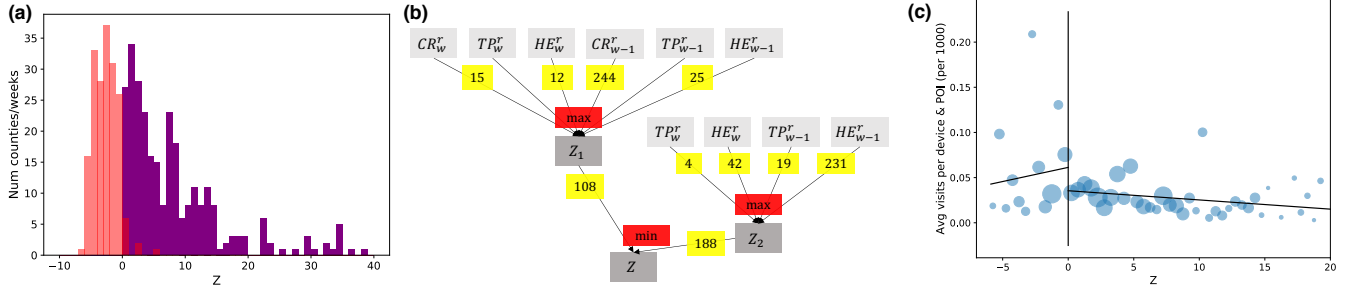 (a)
Num counties/weeks
35
30
25
20
15
10
5
0
−10 0 10 20 30 40
Z
(b)
CR^r_w TP^r_w HE^r_w CR^r_{w−1} TP^r_{w−1} HE^r_{w−1}
15 12 244 25
max
Z_1
TP^r_w HE^r_w TP^r_{w−1} HE^r_{w−1}
4 42 19 231
max
Z_2
108
188
min
Z
(c)
Avg visits per device & POI (per 1000)
0.20
0.15
0.10
0.05
0.00
−5 0 5 10 15 20
Z